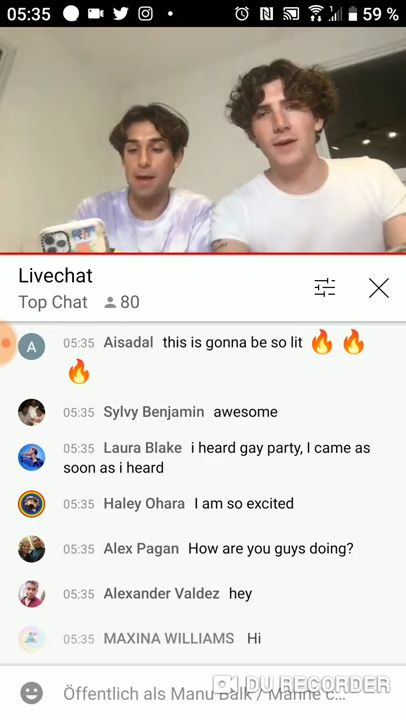 05:35
59 %
Livechat
Top Chat 80
A 05:35 Aisadal this is gonna be so lit 🔥 🔥
🔥
05:35 Sylvy Benjamin awesome
05:35 Laura Blake i heard gay party, I came as
soon as i heard
05:35 Haley Ohara I am so excited
05:35 Alex Pagan How are you guys doing?
05:35 Alexander Valdez hey
05:35 MAXINA WILLIAMS Hi
Öffentlich als Manu Balk / Männe c...
DU RECORDER